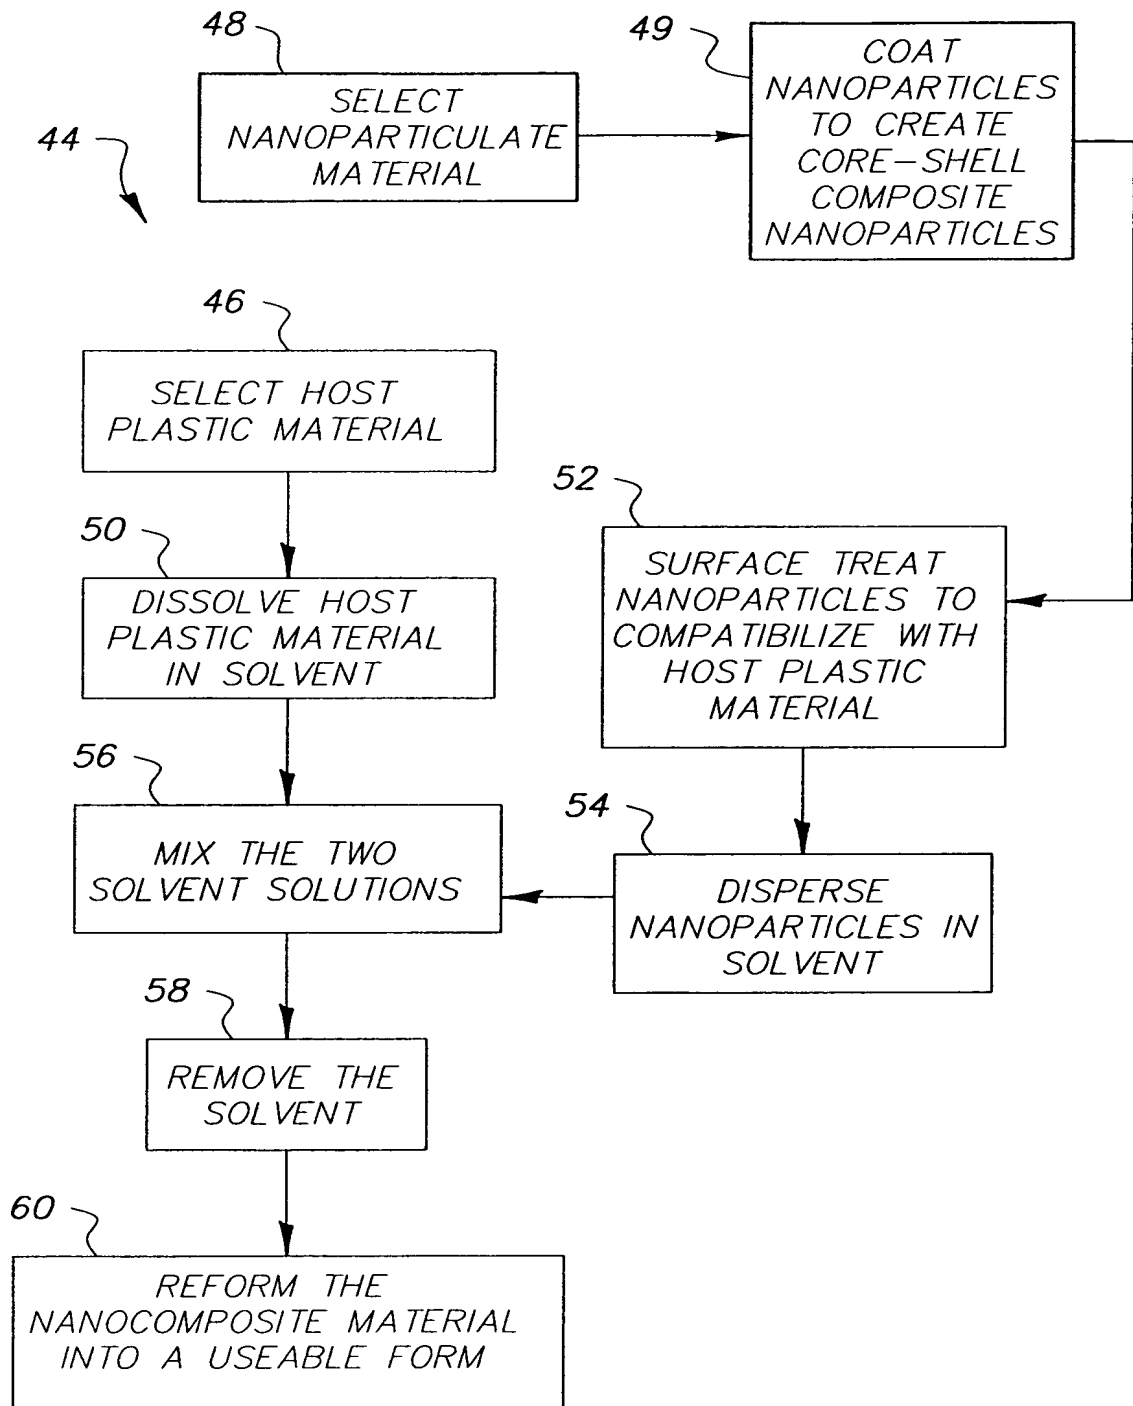 48
SELECT
NANOPARTICULATE
MATERIAL
49
COAT
NANOPARTICLES
TO CREATE
CORE-SHELL
COMPOSITE
NANOPARTICLES
44
46
SELECT HOST
PLASTIC MATERIAL
50
DISSOLVE HOST
PLASTIC MATERIAL
IN SOLVENT
52
SURFACE TREAT
NANOPARTICLES TO
COMPATIBILIZE WITH
HOST PLASTIC
MATERIAL
56
MIX THE TWO
SOLVENT SOLUTIONS
54
DISPERSE
NANOPARTICLES IN
SOLVENT
58
REMOVE THE
SOLVENT
60
REFORM THE
NANOCOMPOSITE MATERIAL
INTO A USEABLE FORM